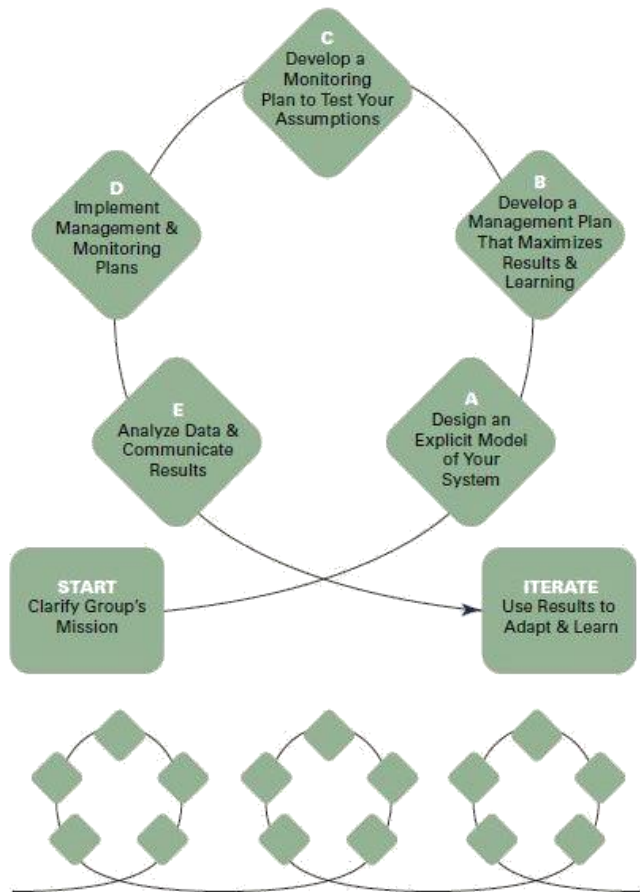 C
Develop a
Monitoring
Plan to Test Your
Assumptions
D
Implement
Management &
Monitoring
Plans
B
Develop a
Management Plan
That Maximizes
Results &
Learning
E
Analyze Data &
Communicate
Results
A
Design an
Explicit Model
of Your
System
START
Clarify Group's
Mission
ITERATE
Use Results to
Adapt & Learn